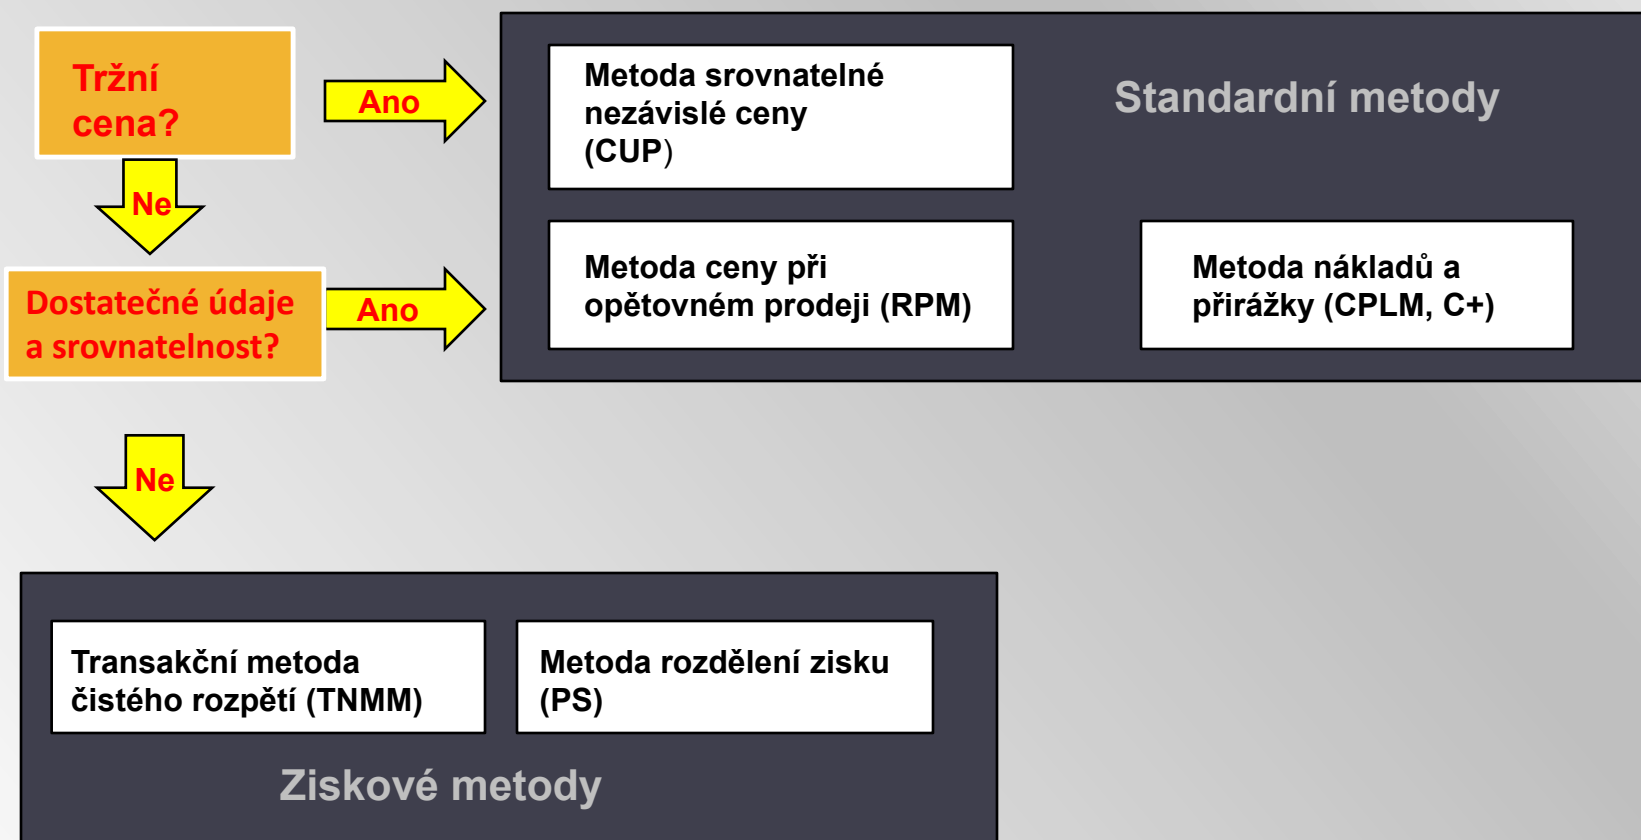 Tržní
cena?
Ano
Metoda srovnatelné
nezávislé ceny
(CUP)
Standardní metody
Ne
Dostatečné údaje
a srovnatelnost?
Ano
Metoda ceny při
opětovném prodeji (RPM)
Metoda nákladů a
přirážky (CPLM, C+)
Ne
Transakční metoda
čistého rozpětí (TNMM)
Metoda rozdělení zisku
(PS)
Ziskové metody